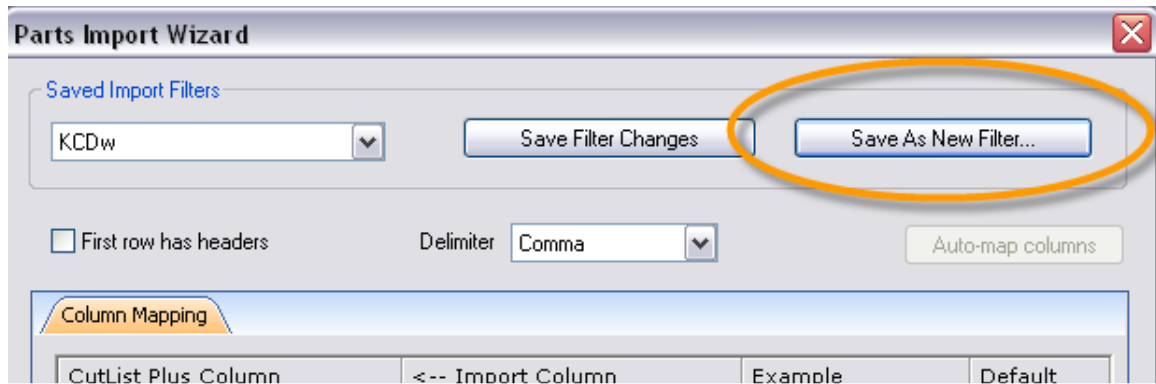 Parts Import Wizard
Saved Import Filters
KCDw Save Filter Changes Save As New Filter...
First row has headers Delimiter Comma Auto-map columns
Column Mapping
CutList Plus Column <-- Import Column Example Default